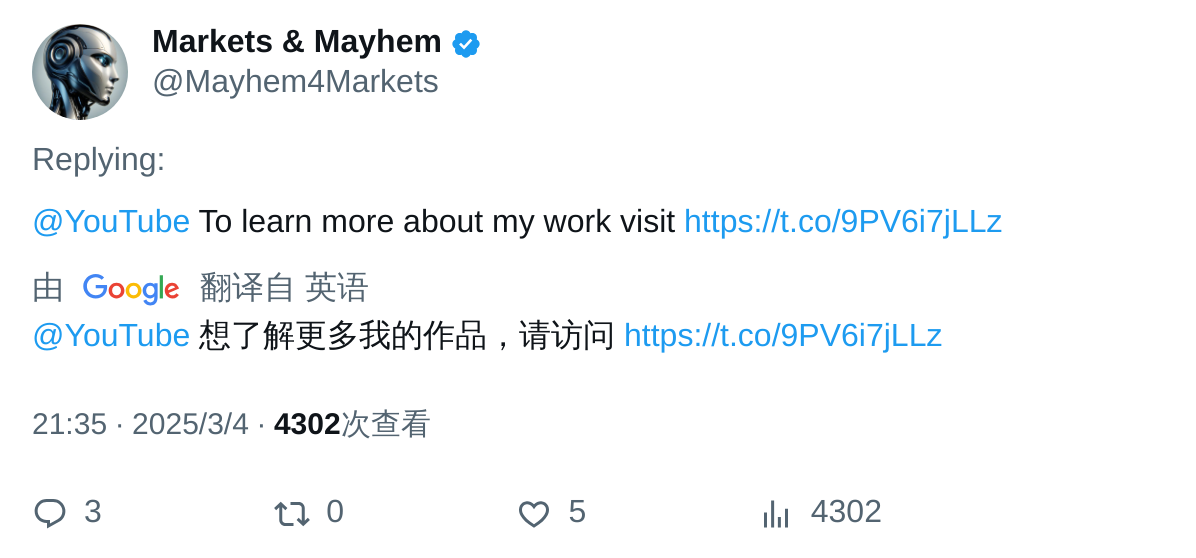 Markets & Mayhem
@Mayhem4Markets
Replying:
@YouTube To learn more about my work visit https://t.co/9PV6i7jLLz
由 Google 翻译自 英语
@YouTube 想了解更多我的作品，请访问 https://t.co/9PV6i7jLLz
21:35 · 2025/3/4 · 4302次查看
3 0 5 4302